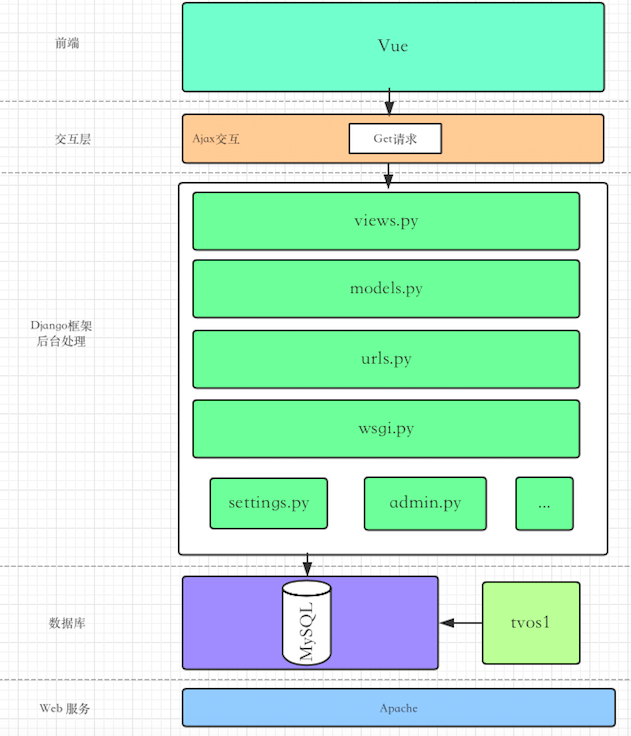 前端
Vue
交互层
Ajax交互
Get请求
views.py
models.py
Django框架
后台处理
urls.py
wsgi.py
settings.py
admin.py
...
数据库
MySQL
tvos1
Web 服务
Apache